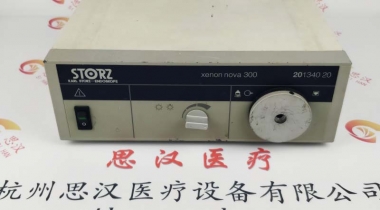 STORZ
KARL STORZ - ENDOSKOPE
xenon nova 300
201340 20
思汉医疗
杭州思汉医疗设备有限公司